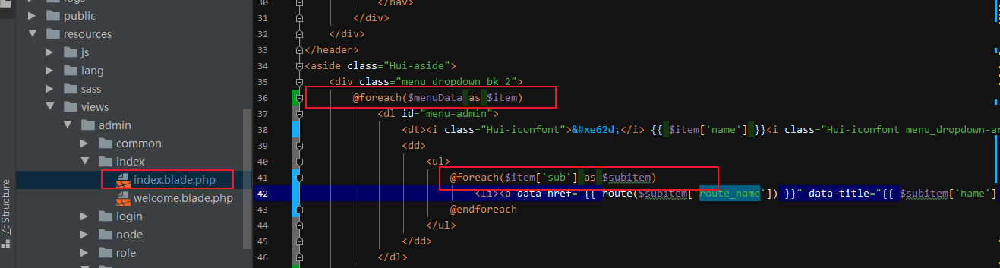 logs
public
resources
js
lang
sass
views
admin
common
index
index.blade.php
welcome.blade.php
login
node
role
7: Structure
30 </nav>
31 </div>
32 </div>
33 </header>
34 <aside class="Hui-aside">
35 <div class="menu_dropdown bk_2">
36 @foreach($menuData as $item)
37 <dl id="menu-admin">
38 <dt><i class="Hui-iconfont">&#xe62d;</i> {{ $item['name'] }}<i class="Hui-iconfont menu_dropdown-ar
39 <dd>
40 <ul>
41 @foreach($item['sub'] as $subitem)
42 <li><a data-href="{{ route($subitem['route_name']) }}" data-title="{{ $subitem['name']
43 @endforeach
44 </ul>
45 </dd>
46 </dl>